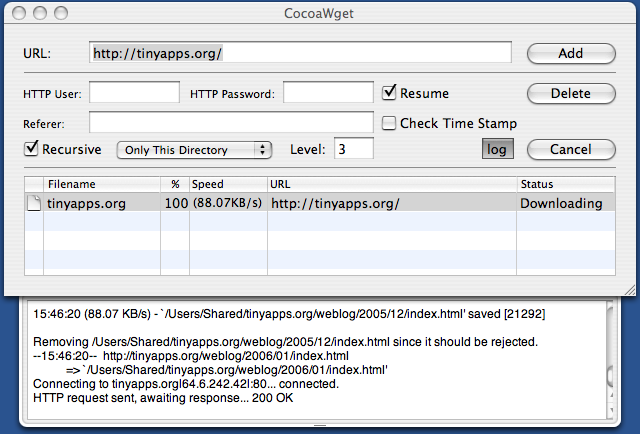 CocoaWget
URL: http://tinyapps.org/ Add
HTTP User: HTTP Password: Resume Delete
Referer: Check Time Stamp
Recursive Only This Directory Level: 3 log Cancel
Filename % Speed URL Status
tinyapps.org 100 (88.07KB/s) http://tinyapps.org/ Downloading
15:46:20 (88.07 KB/s) - `/Users/Shared/tinyapps.org/weblog/2005/12/index.html' saved [21292]
Removing /Users/Shared/tinyapps.org/weblog/2005/12/index.html since it should be rejected.
--15:46:20-- http://tinyapps.org/weblog/2006/01/index.html
=> `/Users/Shared/tinyapps.org/weblog/2006/01/index.html'
Connecting to tinyapps.org|64.6.242.42|:80... connected.
HTTP request sent, awaiting response... 200 OK